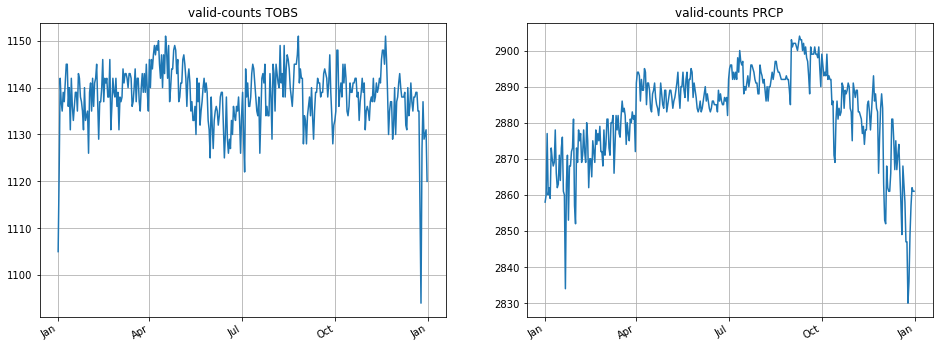 valid-counts TOBS
1150
1140
1130
1120
1110
1100
Jan
Apr
Jul
Oct
Jan
valid-counts PRCP
2900
2890
2880
2870
2860
2850
2840
2830
Jan
Apr
Jul
Oct
Jan